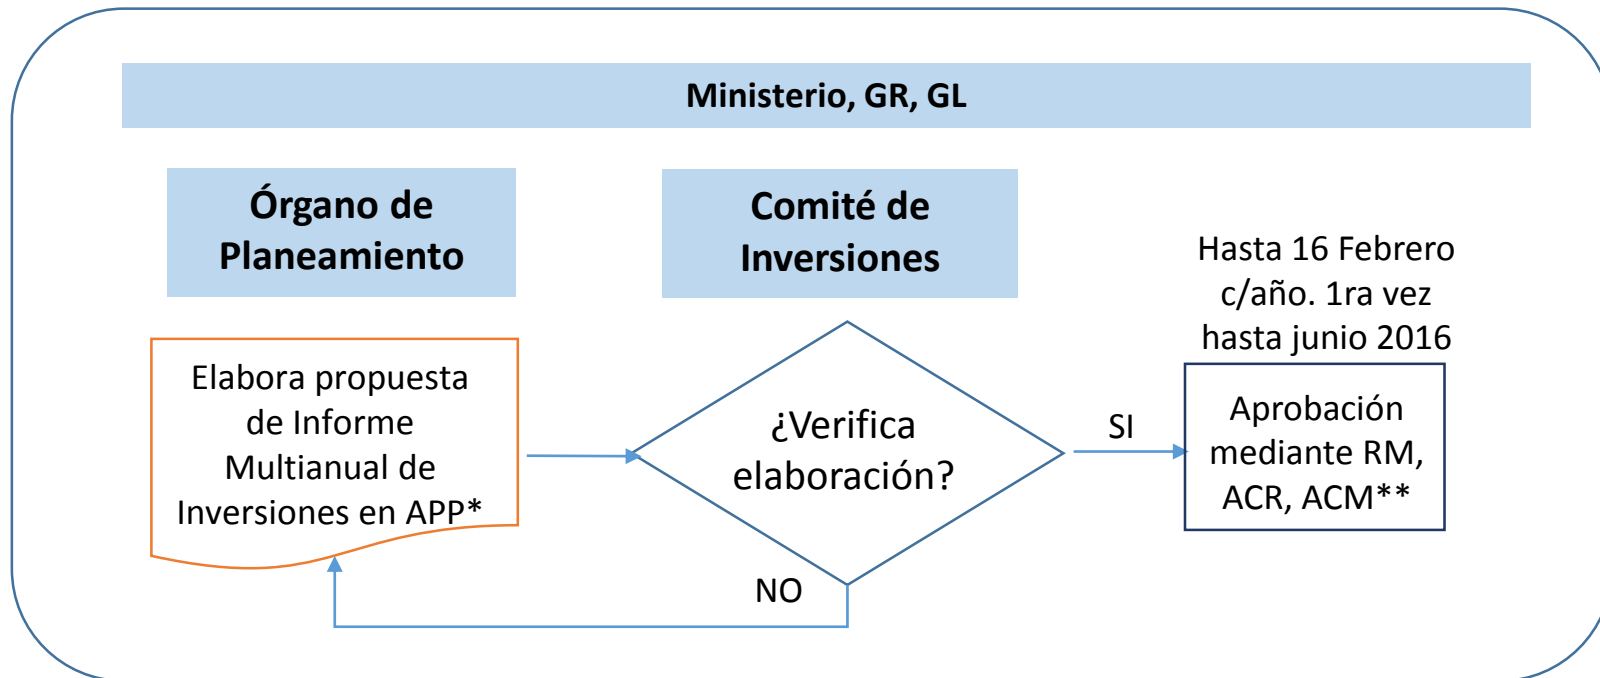 Ministerio, GR, GL
Órgano de
Planeamiento
Comité de
Inversiones
Hasta 16 Febrero
c/año. 1ra vez
hasta junio 2016
Elabora propuesta
de Informe
Multianual de
Inversiones en APP*
¿Verifica
elaboración?
SI
Aprobación
mediante RM,
ACR, ACM**
NO